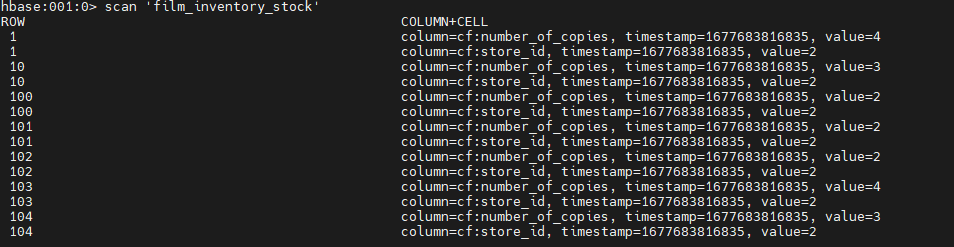 hbase:001:0> scan 'film_inventory_stock'
ROW COLUMN+CELL
1 column=cf:number_of_copies, timestamp=1677683816835, value=4
1 column=cf:store_id, timestamp=1677683816835, value=2
10 column=cf:number_of_copies, timestamp=1677683816835, value=3
10 column=cf:store_id, timestamp=1677683816835, value=2
100 column=cf:number_of_copies, timestamp=1677683816835, value=2
100 column=cf:store_id, timestamp=1677683816835, value=2
101 column=cf:number_of_copies, timestamp=1677683816835, value=2
101 column=cf:store_id, timestamp=1677683816835, value=2
102 column=cf:number_of_copies, timestamp=1677683816835, value=2
102 column=cf:store_id, timestamp=1677683816835, value=2
103 column=cf:number_of_copies, timestamp=1677683816835, value=4
103 column=cf:store_id, timestamp=1677683816835, value=2
104 column=cf:number_of_copies, timestamp=1677683816835, value=3
104 column=cf:store_id, timestamp=1677683816835, value=2